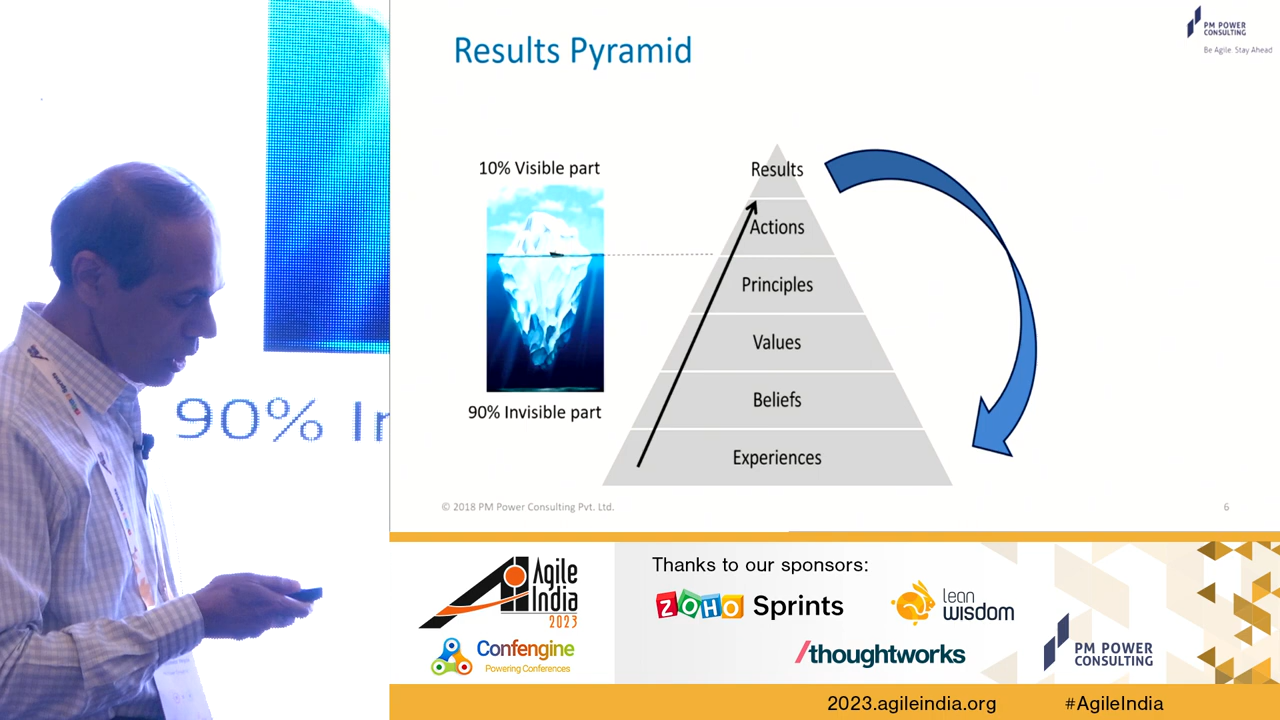 PM POWER
CONSULTING
Be Agile Stay Ahead
Results Pyramid
10% Visible part
90% Invisible part
Results
Actions
Principles
Values
Beliefs
Experiences
© 2018 PM Power Consulting Pvt. Ltd.
6
90%
Agile
India
2023
Confengine
Powering Conferences
Thanks to our sponsors:
ZOHO Sprints
lean
wisdom
/thoughtworks
PM POWER
CONSULTING
2023.agileindia.org
#AgileIndia